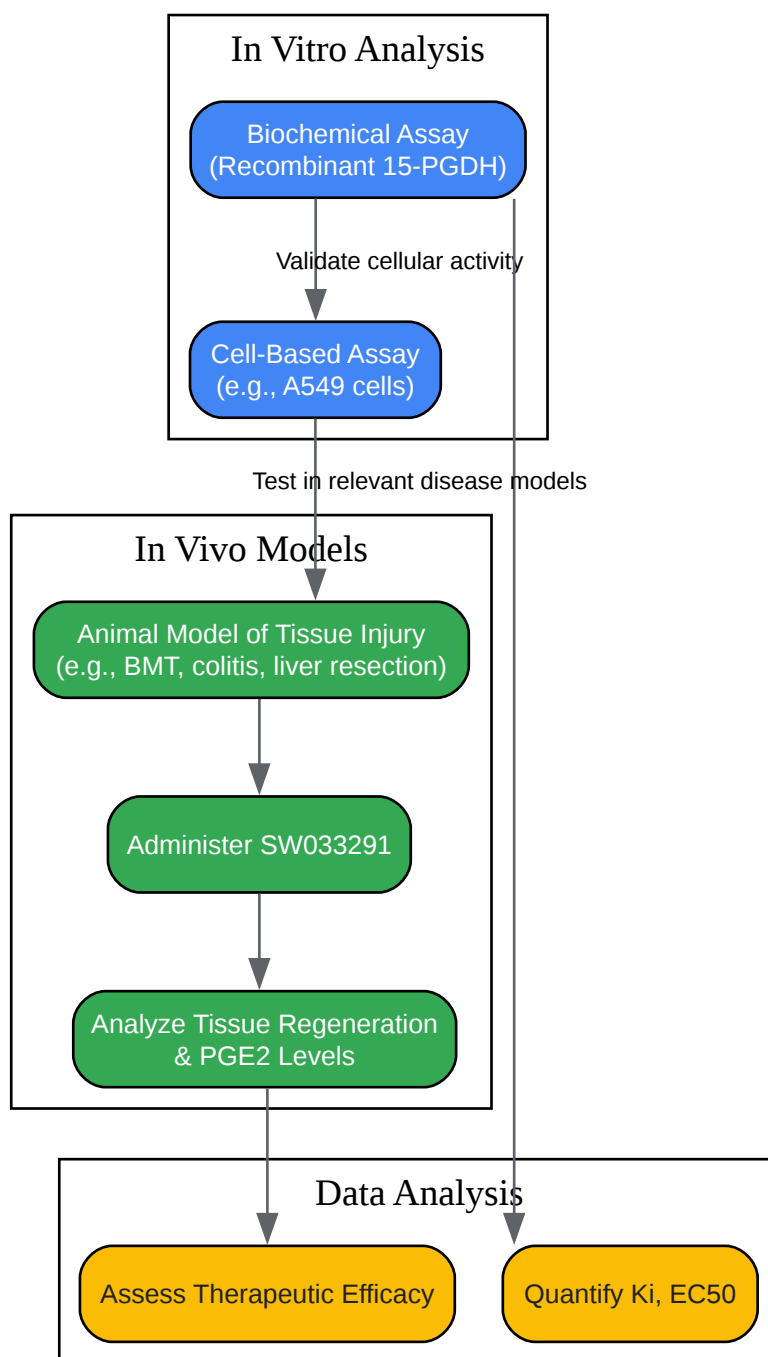 In Vitro Analysis
Biochemical Assay
(Recombinant 15-PGDH)
Validate cellular activity
Cell-Based Assay
(e.g., A549 cells)
Test in relevant disease models
In Vivo Models
Animal Model of Tissue Injury
(e.g., BMT, colitis, liver resection)
Administer SW033291
Analyze Tissue Regeneration
& PGE2 Levels
Data Analysis
Assess Therapeutic Efficacy
Quantify Ki, EC50